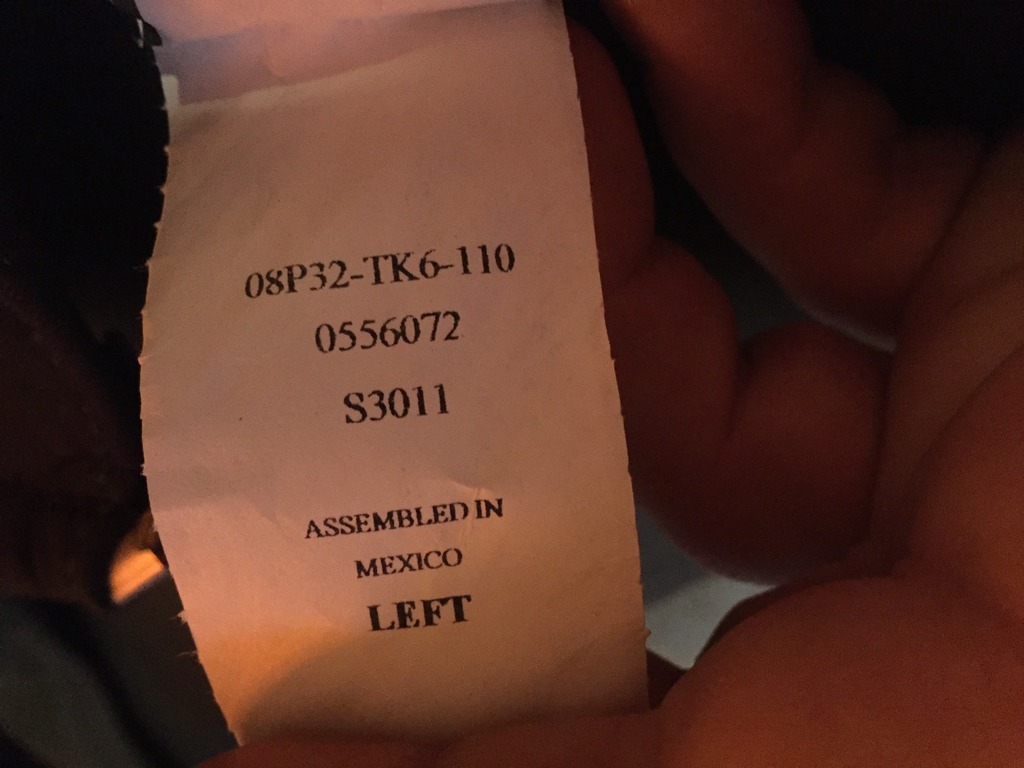 08P32-TK6-110
0556072
S3011
ASSEMBLED IN
MEXICO
LEFT